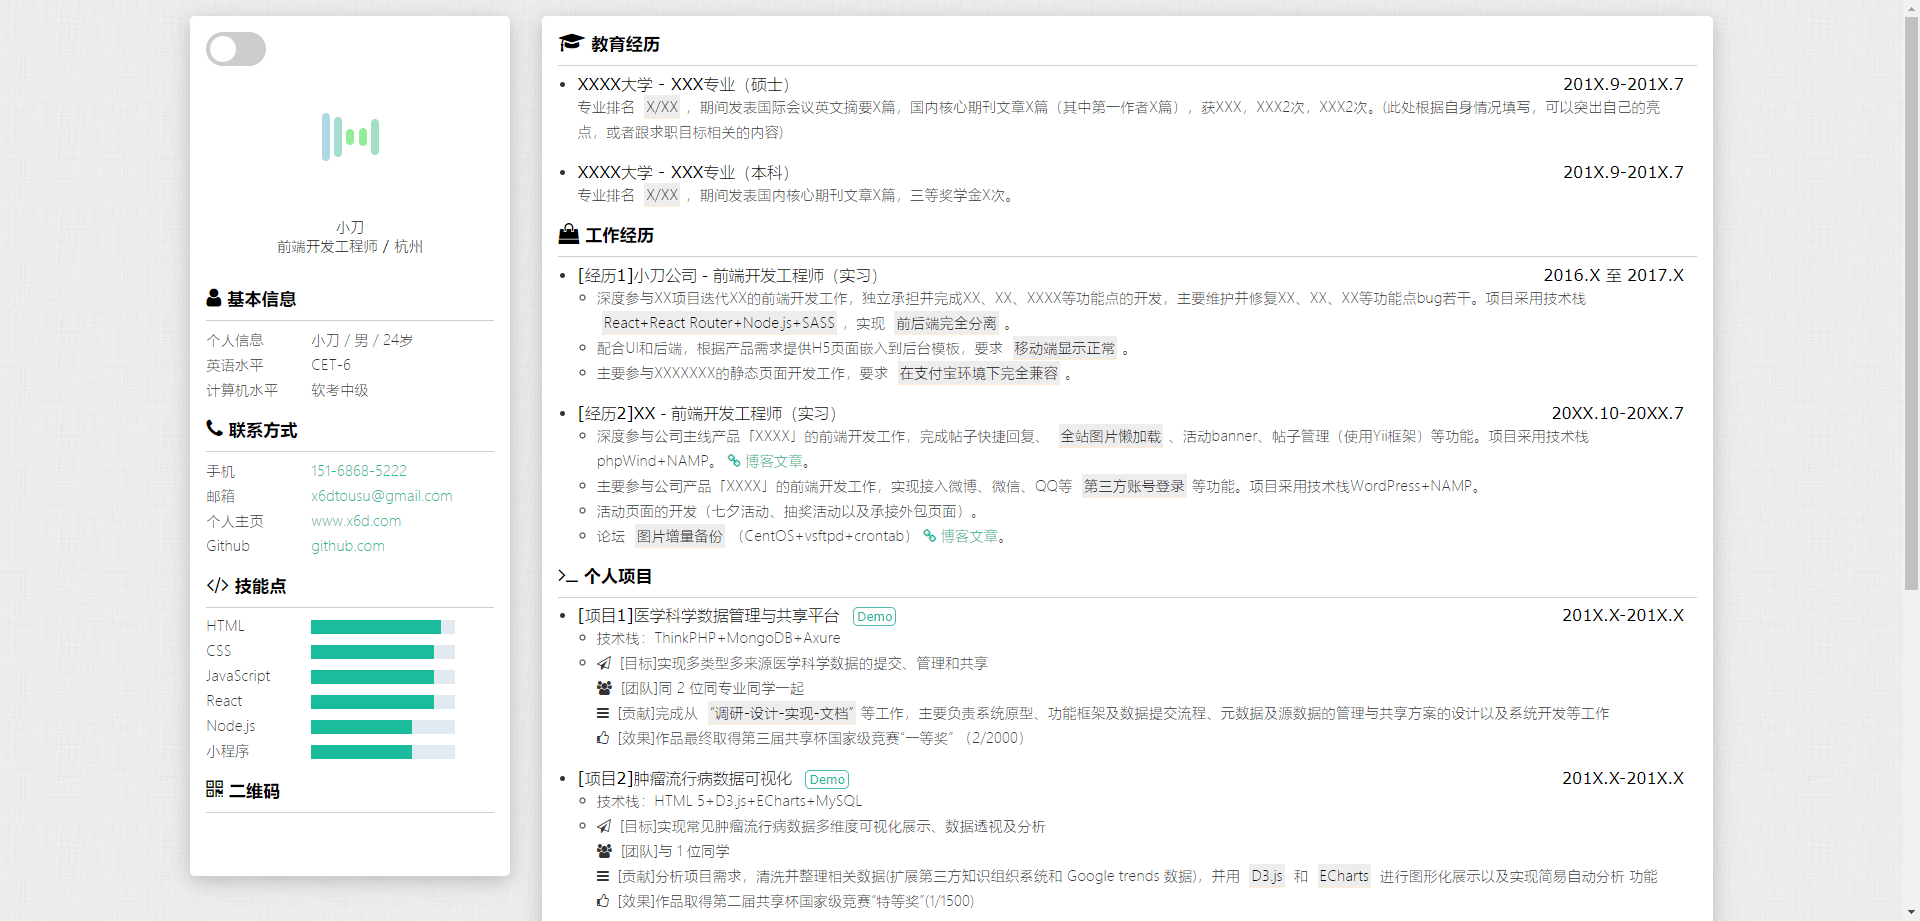 小刀
前端开发工程师 / 杭州
基本信息
个人信息 小刀 / 男 / 24岁
英语水平 CET-6
计算机水平 软考中级
联系方式
手机 151-6868-5222
邮箱 x6dtousu@gmail.com
个人主页 www.x6d.com
Github github.com
技能点
HTML
CSS
JavaScript
React
Node.js
小程序
二维码
教育经历
XXXX大学 - XXX专业（硕士） 201X.9-201X.7
专业排名 X/XX ，期间发表国际会议英文摘要X篇，国内核心期刊文章X篇（其中第一作者X篇），获XXX，XXX2次，XXX2次。(此处根据自身情况填写，可以突出自己的亮
点，或者跟求职目标相关的内容)
XXXX大学 - XXX专业（本科） 201X.9-201X.7
专业排名 X/XX ，期间发表国内核心期刊文章X篇，三等奖学金X次。
工作经历
[经历1]小刀公司 - 前端开发工程师（实习） 2016.X 至 2017.X
深度参与XX项目迭代XX的前端开发工作，独立承担并完成XX、XX、XXXX等功能点的开发，主要维护并修复XX、XX、XX等功能点bug若干。项目采用技术栈
React+React Router+Node.js+SASS ，实现 前后端完全分离 。
配合UI和后端，根据产品需求提供H5页面嵌入到后台模板，要求 移动端显示正常 。
主要参与XXXXXXX的静态页面开发工作，要求 在支付宝环境下完全兼容 。
[经历2]XX - 前端开发工程师（实习） 20XX.10-20XX.7
深度参与公司主线产品「XXXX」的前端开发工作，完成帖子快捷回复、 全站图片懒加载 、活动banner、帖子管理（使用Yii框架）等功能。项目采用技术栈
phpWind+NAMP。 博客文章。
主要参与公司产品「XXXX」的前端开发工作，实现接入微博、微信、QQ等 第三方账号登录 等功能。项目采用技术栈WordPress+NAMP。
活动页面的开发（七夕活动、抽奖活动以及承接外包页面）。
论坛 图片增量备份 （CentOS+vsftpd+crontab） 博客文章。
个人项目
[项目1]医学科学数据管理与共享平台 Demo 201X.X-201X.X
技术栈：ThinkPHP+MongoDB+Axure
[目标]实现多类型多来源医学科学数据的提交、管理和共享
[团队]同 2 位同专业同学一起
[贡献]完成从 “调研-设计-实现-文档” 等工作，主要负责系统原型、功能框架及数据提交流程、元数据及源数据的管理与共享方案的设计以及系统开发等工作
[效果]作品最终取得第三届共享杯国家级竞赛“一等奖” （2/2000）
[项目2]肿瘤流行病数据可视化 Demo 201X.X-201X.X
技术栈：HTML 5+D3.js+ECharts+MySQL
[目标]实现常见肿瘤流行病数据多维度可视化展示、数据透视及分析
[团队]与 1 位同学
[贡献]分析项目需求，清洗并整理相关数据(扩展第三方知识组织系统和 Google trends 数据)，并用 D3.js 和 ECharts 进行图形化展示以及实现简易自动分析 功能
[效果]作品取得第二届共享杯国家级竞赛“特等奖”(1/1500)